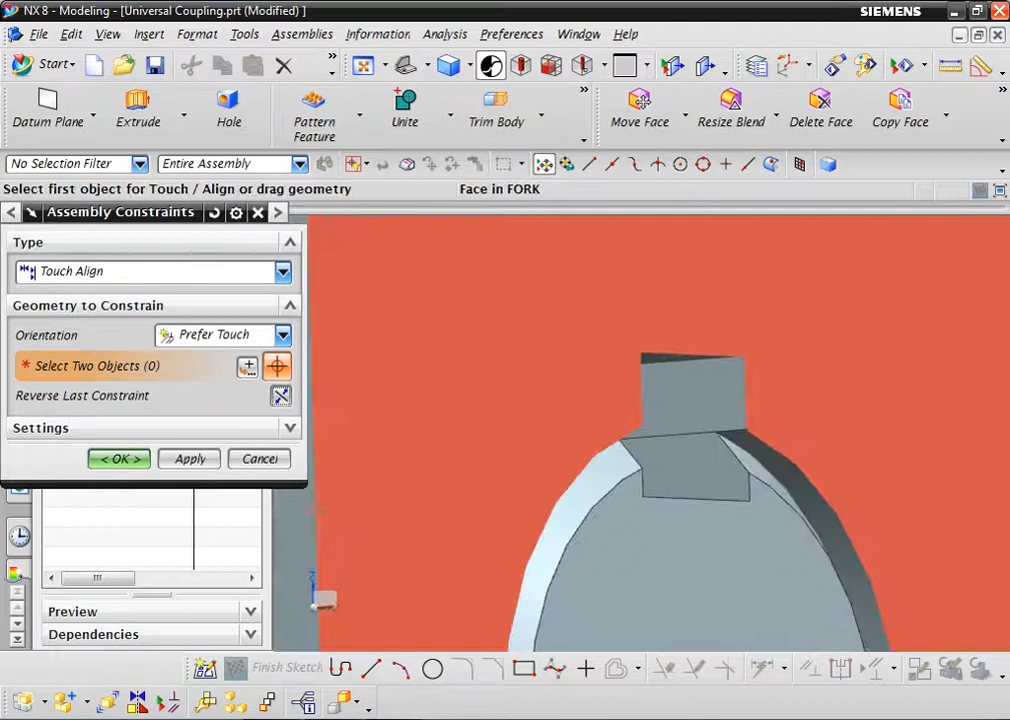 NX 8 - Modeling - [Universal Coupling.prt (Modified) ]
SIEMENS
File Edit View Insert Format Tools Assemblies Information Analysis Preferences Window Help
Start
Datum Plane
Extrude
Hole
Pattern Feature
Unite
Trim Body
Move Face
Resize Blend
Delete Face
Copy Face
No Selection Filter
Entire Assembly
Select first object for Touch / Align or drag geometry
Face in FORK
Assembly Constraints
Type
Touch Align
Geometry to Constrain
Orientation
Prefer Touch
* Select Two Objects (0)
Reverse Last Constraint
Settings
< OK >
Apply
Cancel
Preview
Dependencies
Finish Sketch